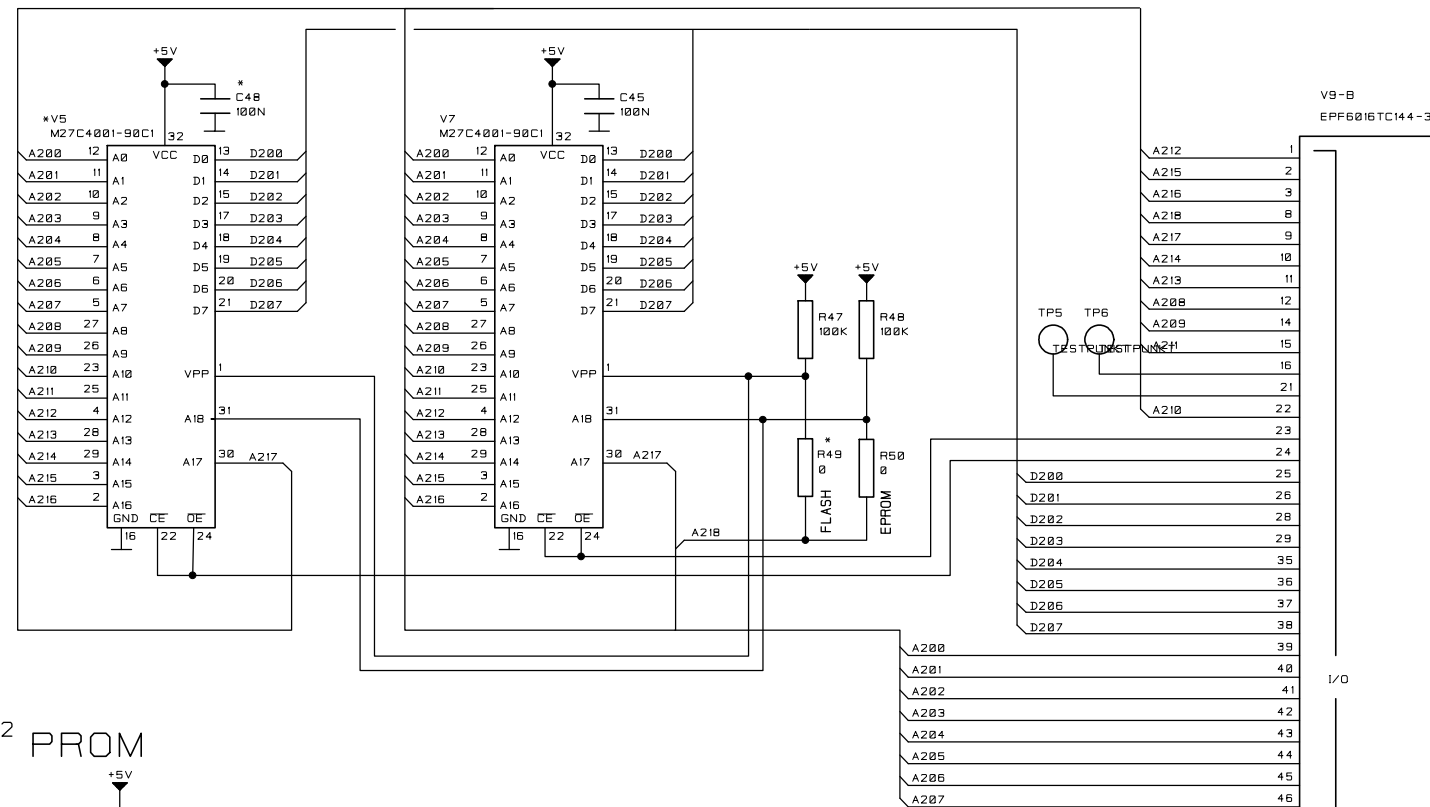 +5V
*
C48
100N
*V5
M27C4001-90C1
32
VCC
A200 12 A0 D0 13 D200
A201 11 A1 D1 14 D201
A202 10 A2 D2 15 D202
A203 9 A3 D3 17 D203
A204 8 A4 D4 18 D204
A205 7 A5 D5 19 D205
A206 6 A6 D6 20 D206
A207 5 A7 D7 21 D207
A208 27 A8
A209 26 A9
A210 23 A10 VPP 1
A211 25 A11
A212 4 A12 A18 31
A213 28 A13
A214 29 A14 A17 30 A217
A215 3 A15
A216 2 A16
GND CE OE
16 22 24
+5V
C45
100N
V7
M27C4001-90C1
32
VCC
A200 12 A0 D0 13 D200
A201 11 A1 D1 14 D201
A202 10 A2 D2 15 D202
A203 9 A3 D3 17 D203
A204 8 A4 D4 18 D204
A205 7 A5 D5 19 D205
A206 6 A6 D6 20 D206
A207 5 A7 D7 21 D207
A208 27 A8
A209 26 A9
A210 23 A10 VPP 1
A211 25 A11
A212 4 A12 A18 31
A213 28 A13
A214 29 A14 A17 30 A217
A215 3 A15
A216 2 A16
GND CE OE
16 22 24
+5V +5V
R47 R48
100K 100K
*
R49 R50
0 0
FLASH EPROM
A218
TP5 TP6
TESTPUNKT TESTPUNKT
V9-B
EPF6016TC144-3
A212 1
A215 2
A216 3
A218 8
A217 9
A214 10
A213 11
A208 12
A209 14
A211 15
16
21
A210 22
23
24
D200 25
D201 26
D202 28
D203 29
D204 35
D205 36
D206 37
D207 38
A200 39
A201 40
A202 41
A203 42
A204 43
A205 44
A206 45
A207 46
I/O
2 PROM
+5V